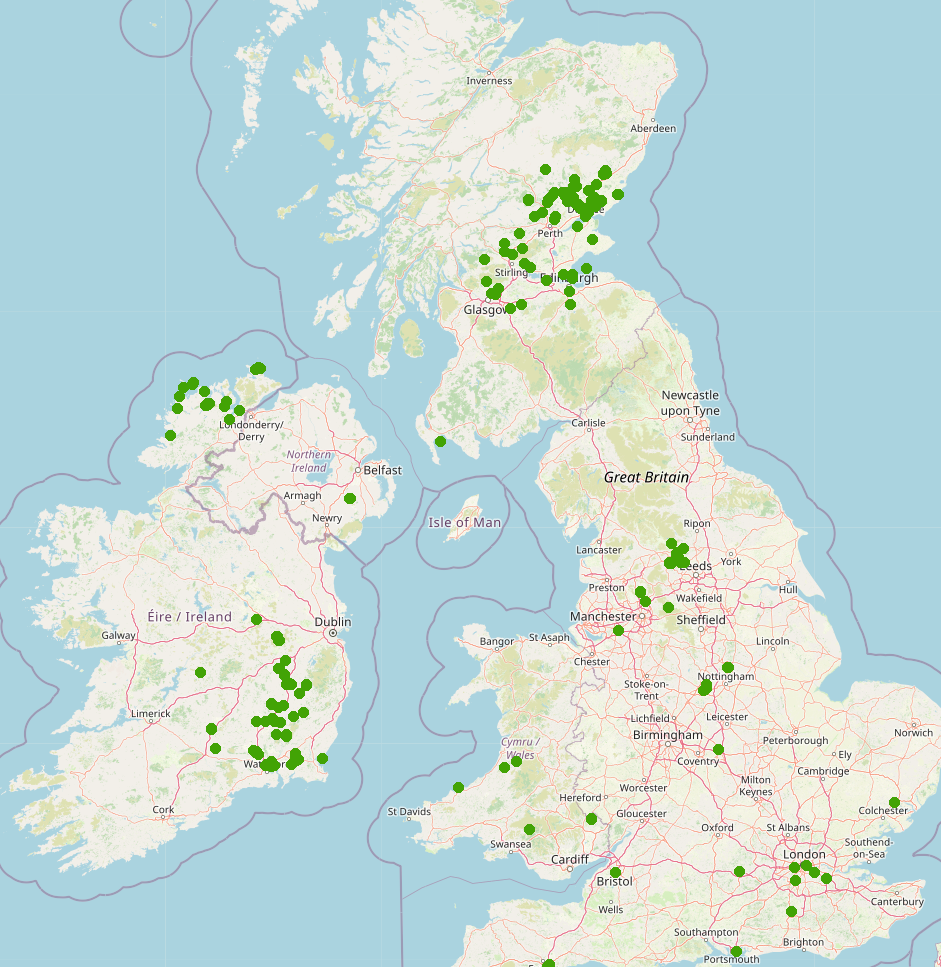 Inverness
Aberdeen
Perth
Stirling
Edinburgh
Glasgow
Londonderry/
Derry
Northern
Ireland
Belfast
Armagh
Newry
Carlisle
Newcastle
upon Tyne
Sunderland
Great Britain
Isle of Man
Ripon
Lancaster
Leeds
York
Preston
Wakefield
Hull
Éire / Ireland
Dublin
Galway
Manchester
Sheffield
Bangor
St Asaph
Lincoln
Chester
Stoke-on-
Trent
Nottingham
Limerick
Lichfield
Leicester
Norwich
Birmingham
Peterborough
Cymru /
Wales
Coventry
Ely
Cambridge
Milton
Keynes
Worcester
Hereford
Cork
St Davids
Gloucester
Colchester
Oxford
St Albans
Swansea
Southend-
on-Sea
Cardiff
London
Bristol
Canterbury
Wells
Southampton
Brighton
Portsmouth